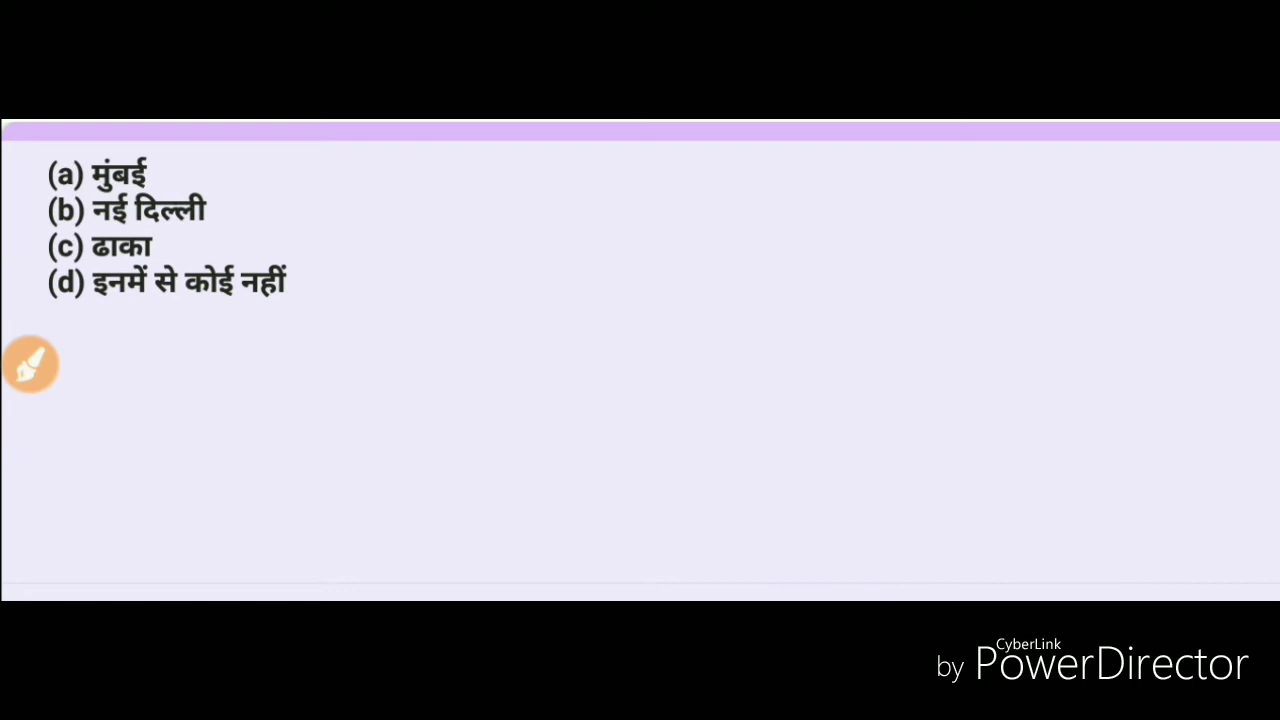 (a) मुंबई
(b) नई दिल्ली
(c) ढाका
(d) इनमें से कोई नहीं
CyberLink
by PowerDirector